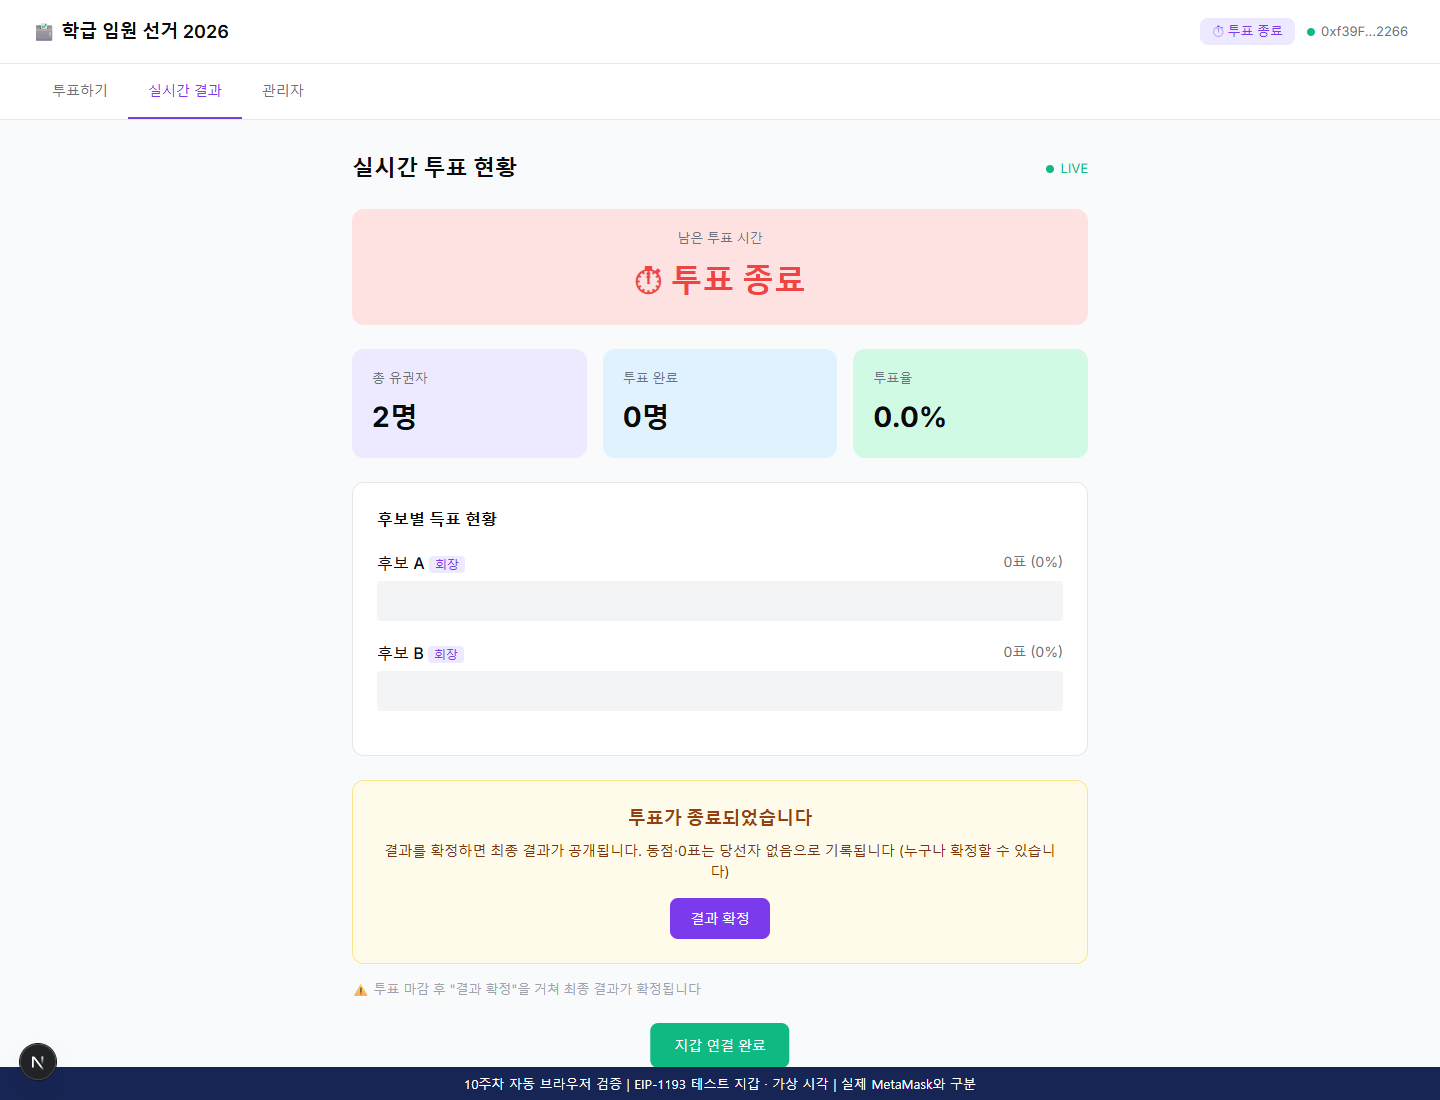 학급 임원 선거 2026
⏱ 투표 종료
0xf39F...2266
투표하기
실시간 결과
관리자
실시간 투표 현황
LIVE
남은 투표 시간
⏱ 투표 종료
총 유권자
2명
투표 완료
0명
투표율
0.0%
후보별 득표 현황
후보 A 회장
0표 (0%)
후보 B 회장
0표 (0%)
투표가 종료되었습니다
결과를 확정하면 최종 결과가 공개됩니다. 동점·0표는 당선자 없음으로 기록됩니다 (누구나 확정할 수 있습니
다)
결과 확정
⚠ 투표 마감 후 "결과 확정"을 거쳐 최종 결과가 확정됩니다
지갑 연결 완료
N
10주차 자동 브라우저 검증 | EIP-1193 테스트 지갑 · 가상 시각 | 실제 MetaMask와 구분